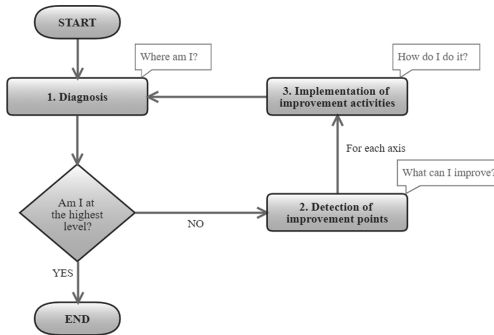 START
Where am I?
How do I do it?
1. Diagnosis
3. Implementation of
improvement activities
For each axis
What can I improve?
Am I at
the highest
level?
2. Detection of
improvement points
NO
YES
END